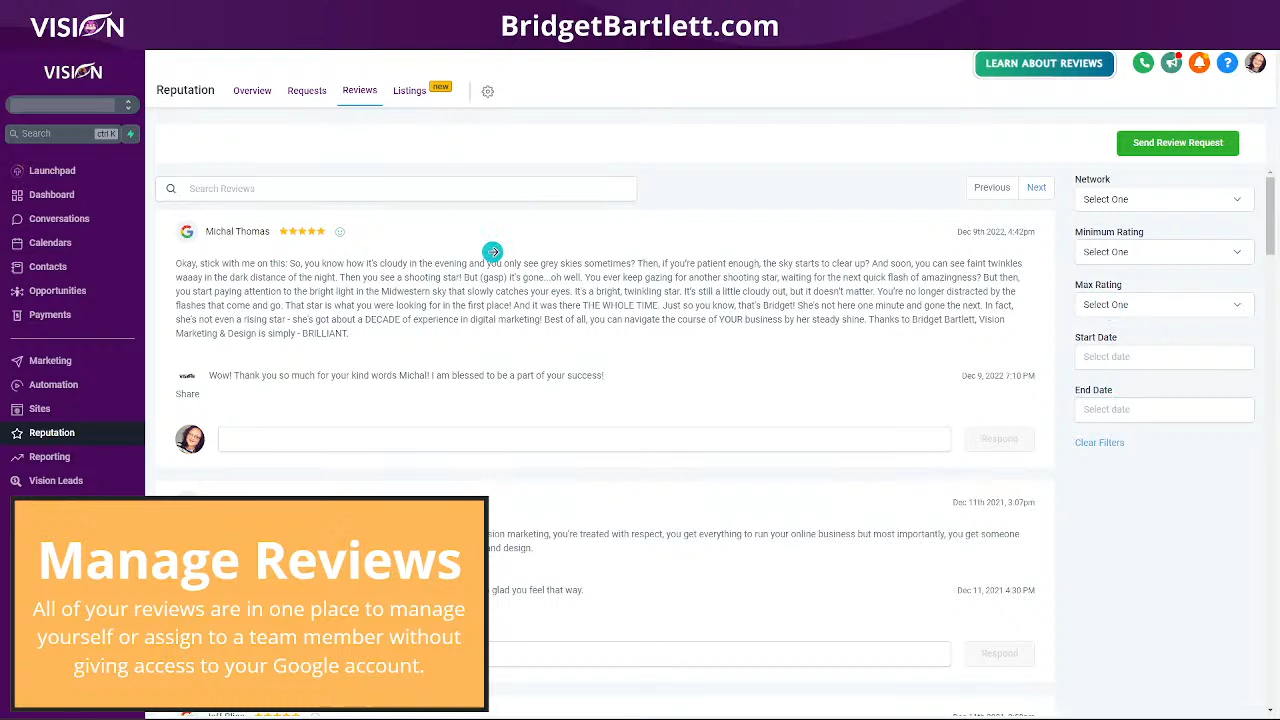 VISION
BridgetBartlett.com
VISION
LEARN ABOUT REVIEWS
Reputation
Overview
Requests
Reviews
Listings
new
Search
ctrl K
Send Review Request
Launchpad
Dashboard
Conversations
Calendars
Contacts
Opportunities
Payments
Marketing
Automation
Sites
Reputation
Reporting
Vision Leads
Search Reviews
Previous
Next
Michal Thomas
Dec 9th 2022, 4:42pm
Okay, stick with me on this: So, you know how it's cloudy in the evening and you only see grey skies sometimes? Then, if you're patient enough, the sky starts to clear up? And soon, you can see faint twinkles
waaay in the dark distance of the night. Then you see a shooting star! But (gasp) it's gone...oh well. You ever keep gazing for another shooting star, waiting for the next quick flash of amazingness? But then,
you start paying attention to the bright light in the Midwestern sky that slowly catches your eyes. It's a bright, twinkling star. It's still a little cloudy out, but it doesn't matter. You're no longer distracted by the
flashes that come and go. That star is what you were looking for in the first place! And it was there THE WHOLE TIME. Just so you know, that's Bridget! She's not here one minute and gone the next. In fact,
she's not even a rising star - she's got about a DECADE of experience in digital marketing! Best of all, you can navigate the course of YOUR business by her steady shine. Thanks to Bridget Bartlett, Vision
Marketing & Design is simply - BRILLIANT.
VISION
Wow! Thank you so much for your kind words Michal! I am blessed to be a part of your success!
Dec 9, 2022 7:10 PM
Share
Respond
Dec 11th 2021, 3:07pm
sion marketing, you're treated with respect, you get everything to run your online business but most importantly, you get someone
nd design.
glad you feel that way.
Dec 11, 2021 4:30 PM
Respond
Network
Select One
Minimum Rating
Select One
Max Rating
Select One
Start Date
Select date
End Date
Select date
Clear Filters
Manage Reviews
All of your reviews are in one place to manage
yourself or assign to a team member without
giving access to your Google account.